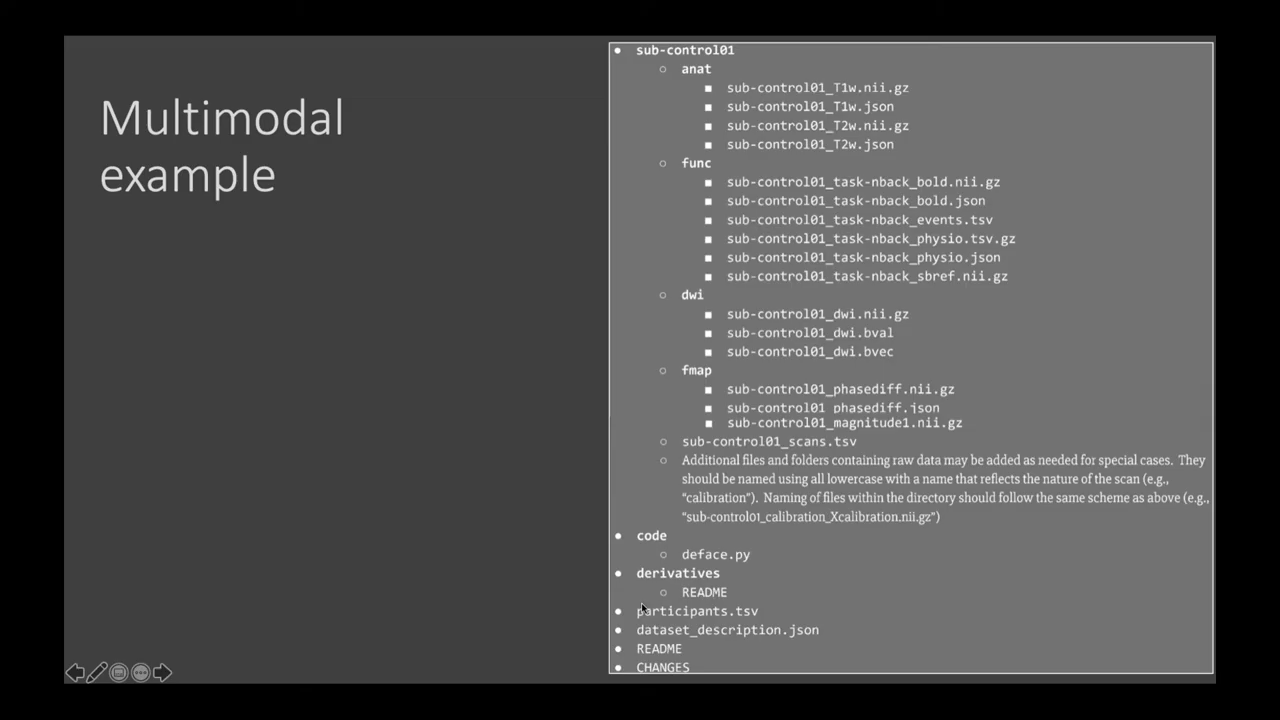 Multimodal
example
sub-control01
anat
sub-control01_T1w.nii.gz
sub-control01_T1w.json
sub-control01_T2w.nii.gz
sub-control01_T2w.json
func
sub-control01_task-nback_bold.nii.gz
sub-control01_task-nback_bold.json
sub-control01_task-nback_events.tsv
sub-control01_task-nback_physio.tsv.gz
sub-control01_task-nback_physio.json
sub-control01_task-nback_sbref.nii.gz
dwi
sub-control01_dwi.nii.gz
sub-control01_dwi.bval
sub-control01_dwi.bvec
fmap
sub-control01_phasediff.nii.gz
sub-control01_phasediff.json
sub-control01_magnitude1.nii.gz
sub-control01_scans.tsv
Additional files and folders containing raw data may be added as needed for special cases. They
should be named using all lowercase with a name that reflects the nature of the scan (e.g.,
“calibration”). Naming of files within the directory should follow the same scheme as above (e.g.,
“sub-control01_calibration_Xcalibration.nii.gz”)
code
deface.py
derivatives
README
participants.tsv
dataset_description.json
README
CHANGES